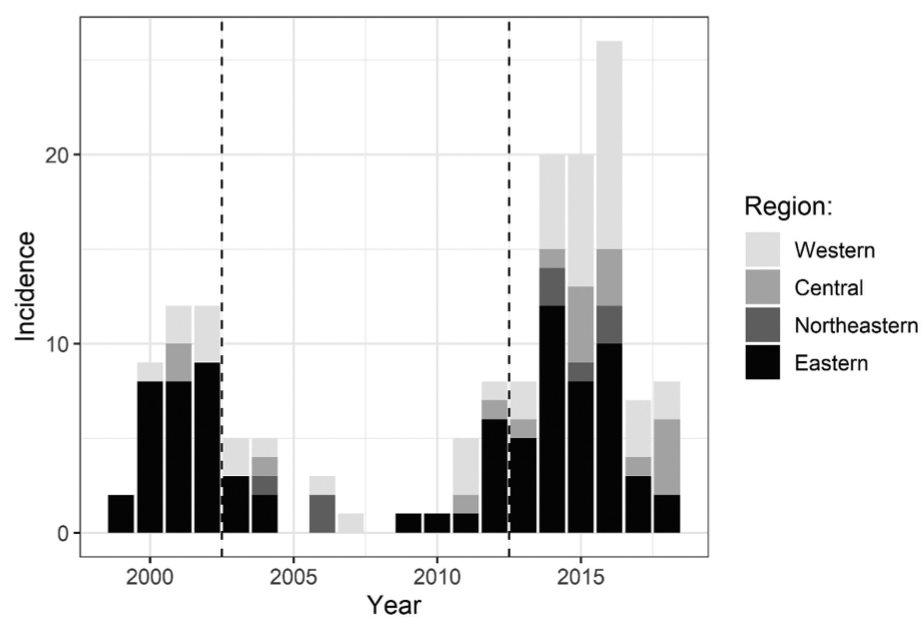 20
10
0
Incidence
2000 2005 2010 2015
Year
Region:
Western
Central
Northeastern
Eastern